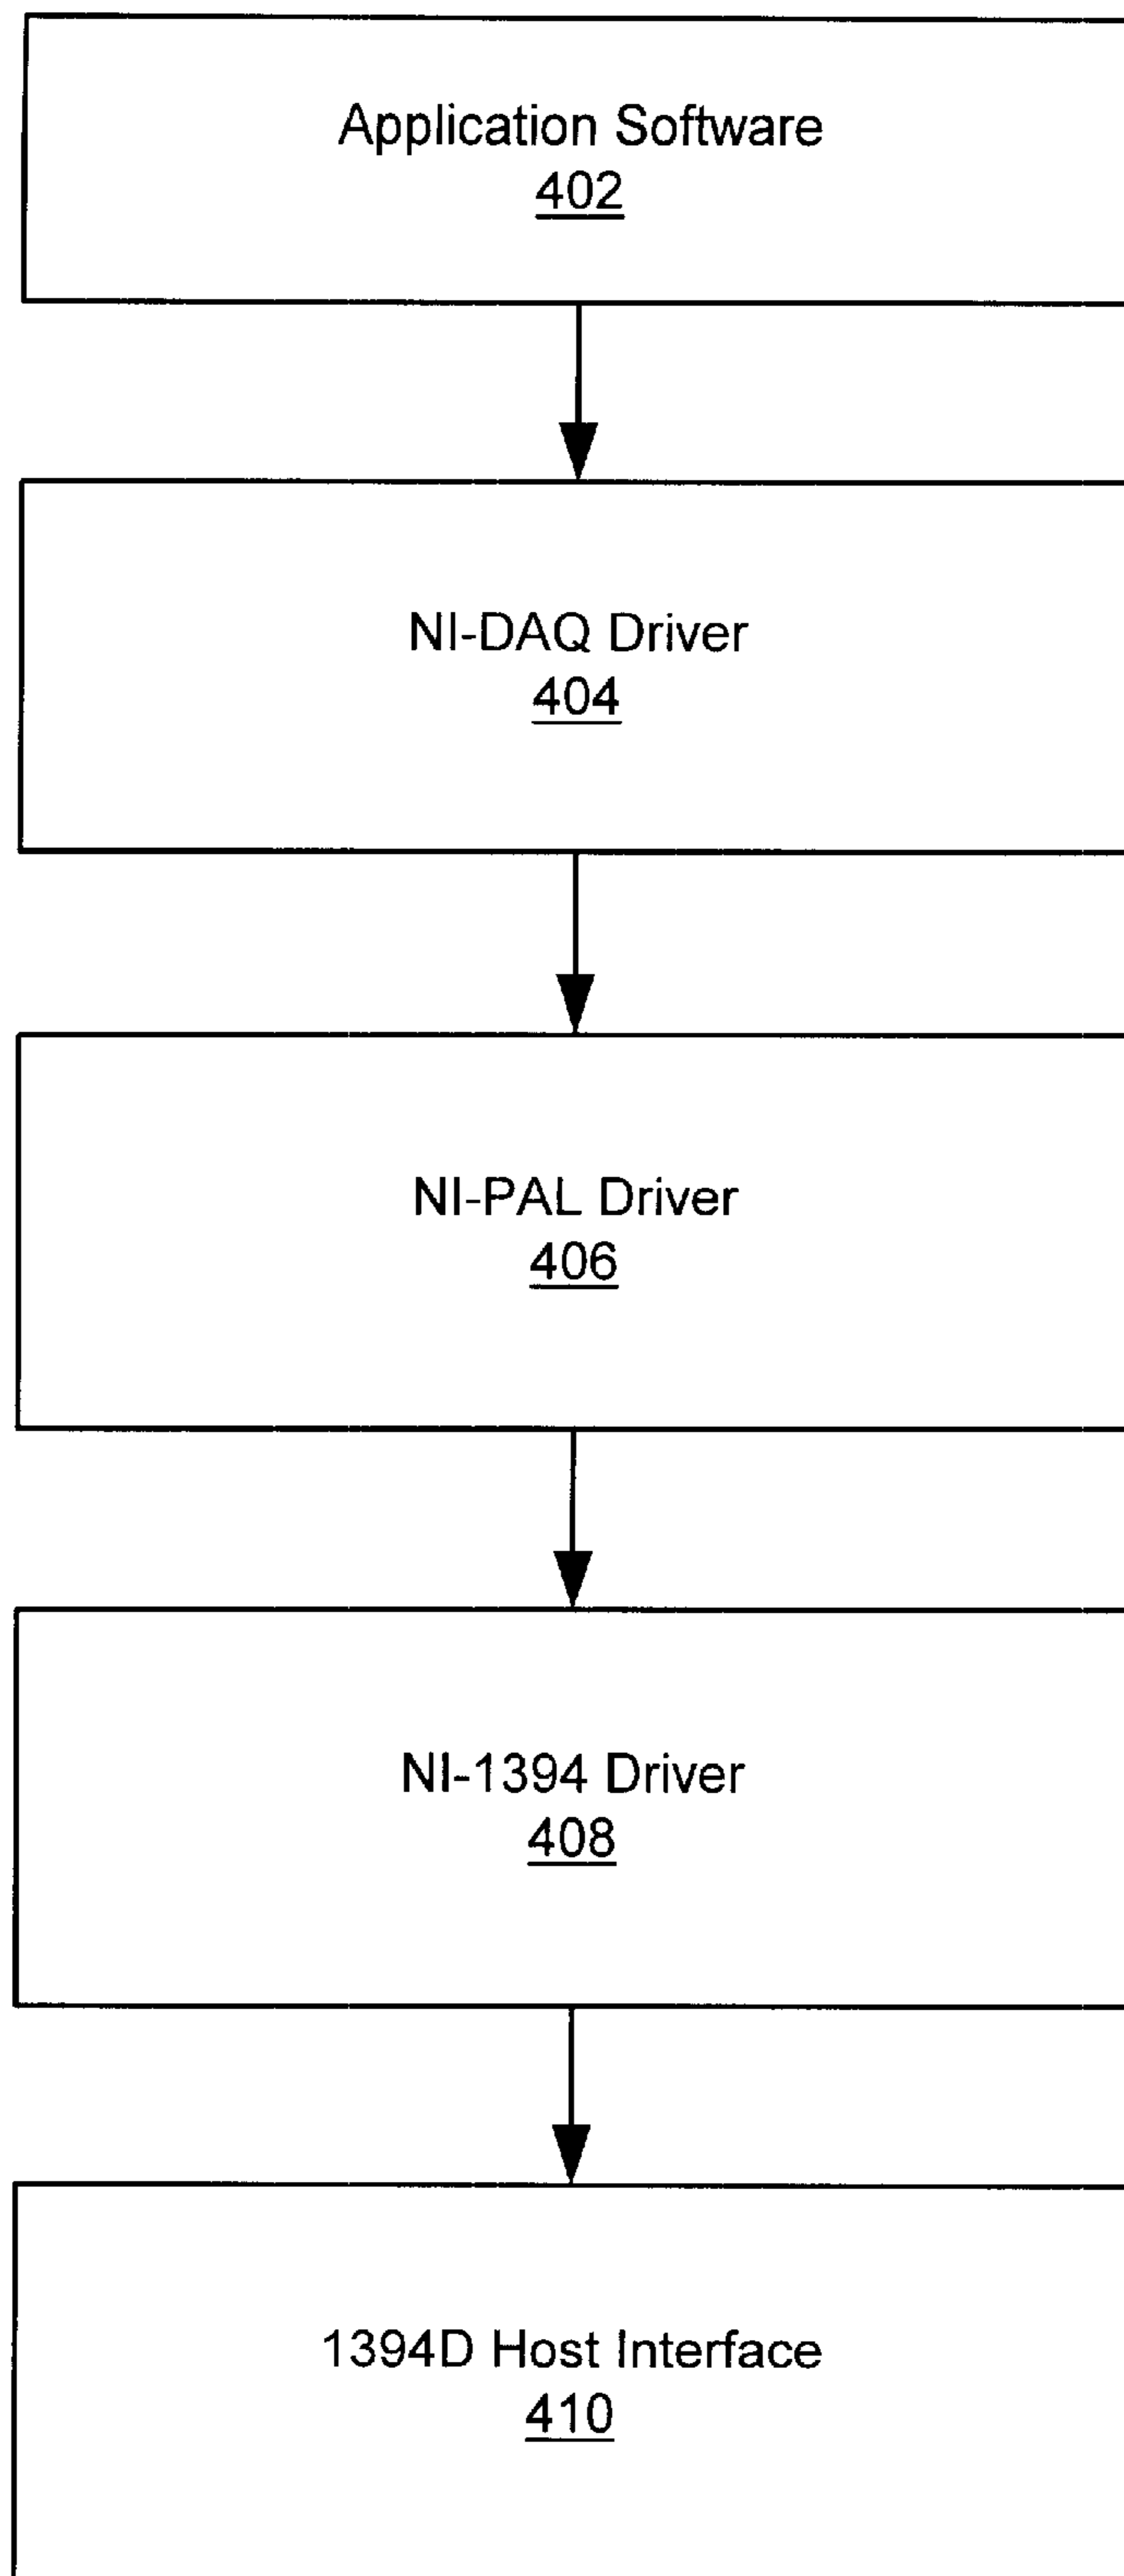 Application Software
402
NI-DAQ Driver
404
NI-PAL Driver
406
NI-1394 Driver
408
1394D Host Interface
410